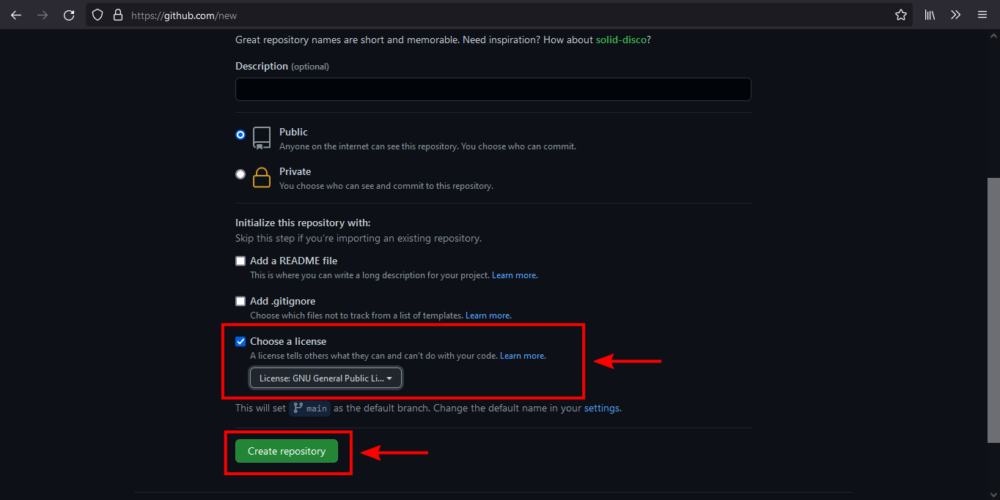 https://github.com/new
Great repository names are short and memorable. Need inspiration? How about solid-disco?
Description (optional)
Public
Anyone on the internet can see this repository. You choose who can commit.
Private
You choose who can see and commit to this repository.
Initialize this repository with:
Skip this step if you're importing an existing repository.
Add a README file
This is where you can write a long description for your project. Learn more.
Add .gitignore
Choose which files not to track from a list of templates. Learn more.
Choose a license
A license tells others what they can and can't do with your code. Learn more.
License: GNU General Public Li...
This will set main as the default branch. Change the default name in your settings.
Create repository